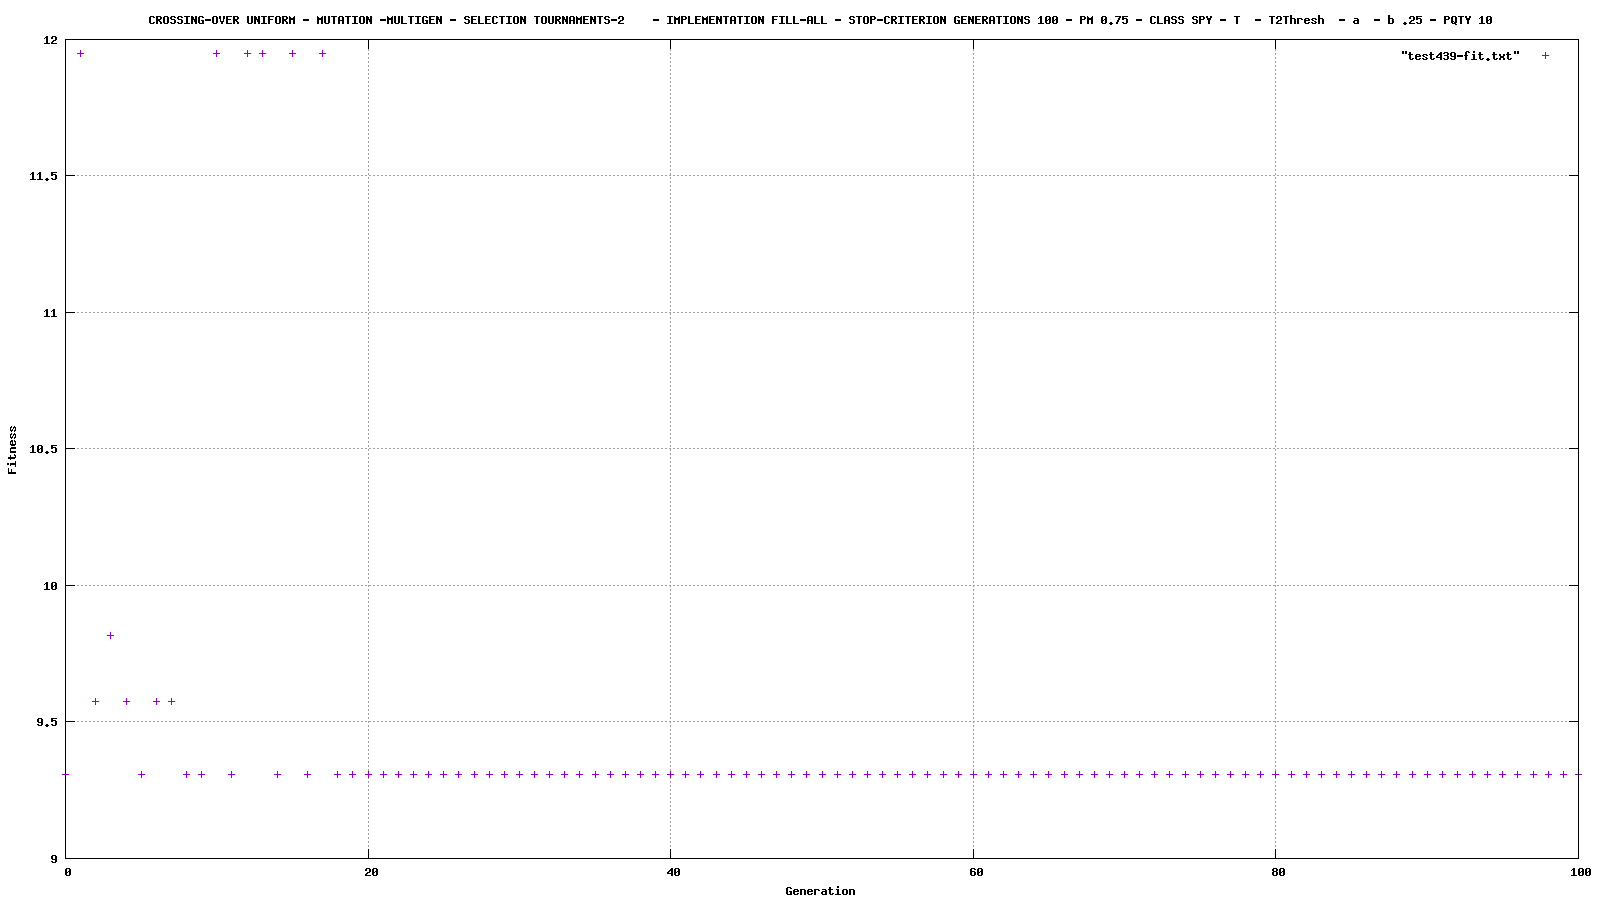 CROSSING-OVER UNIFORM - MUTATION -MULTIGEN - SELECTION TOURNAMENTS-2    - IMPLEMENTATION FILL-ALL - STOP-CRITERION GENERATIONS 100 - PM 0.75 - CLASS SPY - T  - T2Thresh  - a  - b .25 - PQTY 10
"test439-fit.txt"
12
11.5
11
10.5
10
9.5
9
Fitness
0 20 40 60 80 100
Generation